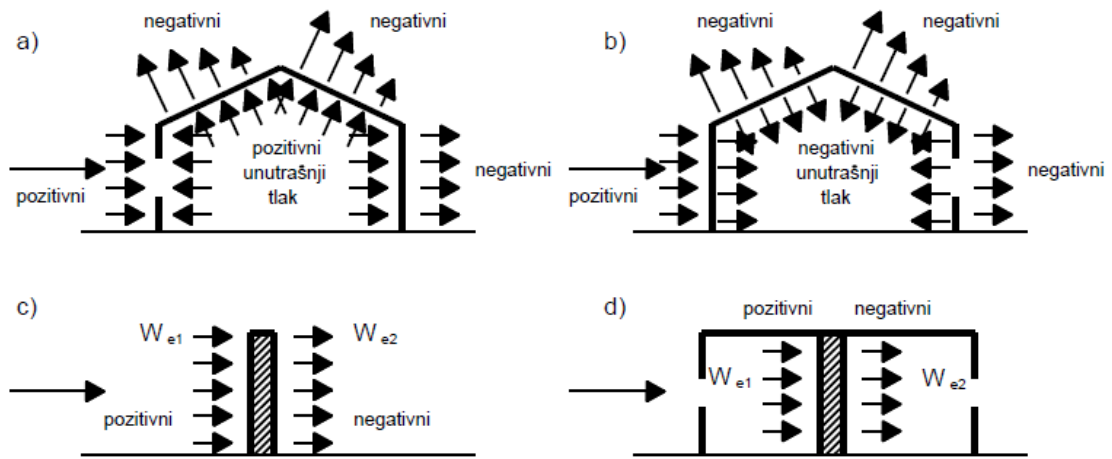 a)
negativni
negativni
pozitivni
pozitivni
unutrašnji
tlak
negativni
b)
negativni
negativni
pozitivni
negativni
unutrašnji
tlak
negativni
c)
W e1
W e2
pozitivni
negativni
d)
pozitivni
negativni
W e1
W e2